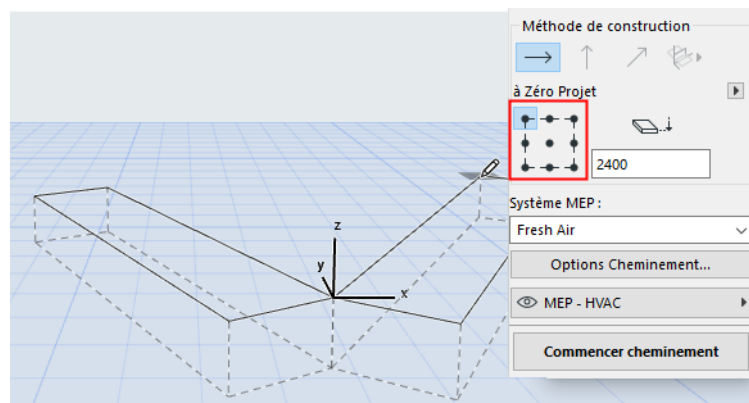 Méthode de construction
à Zéro Projet
2400
Système MEP :
Fresh Air
Options Cheminement...
MEP - HVAC
Commencer cheminement
z
y
x